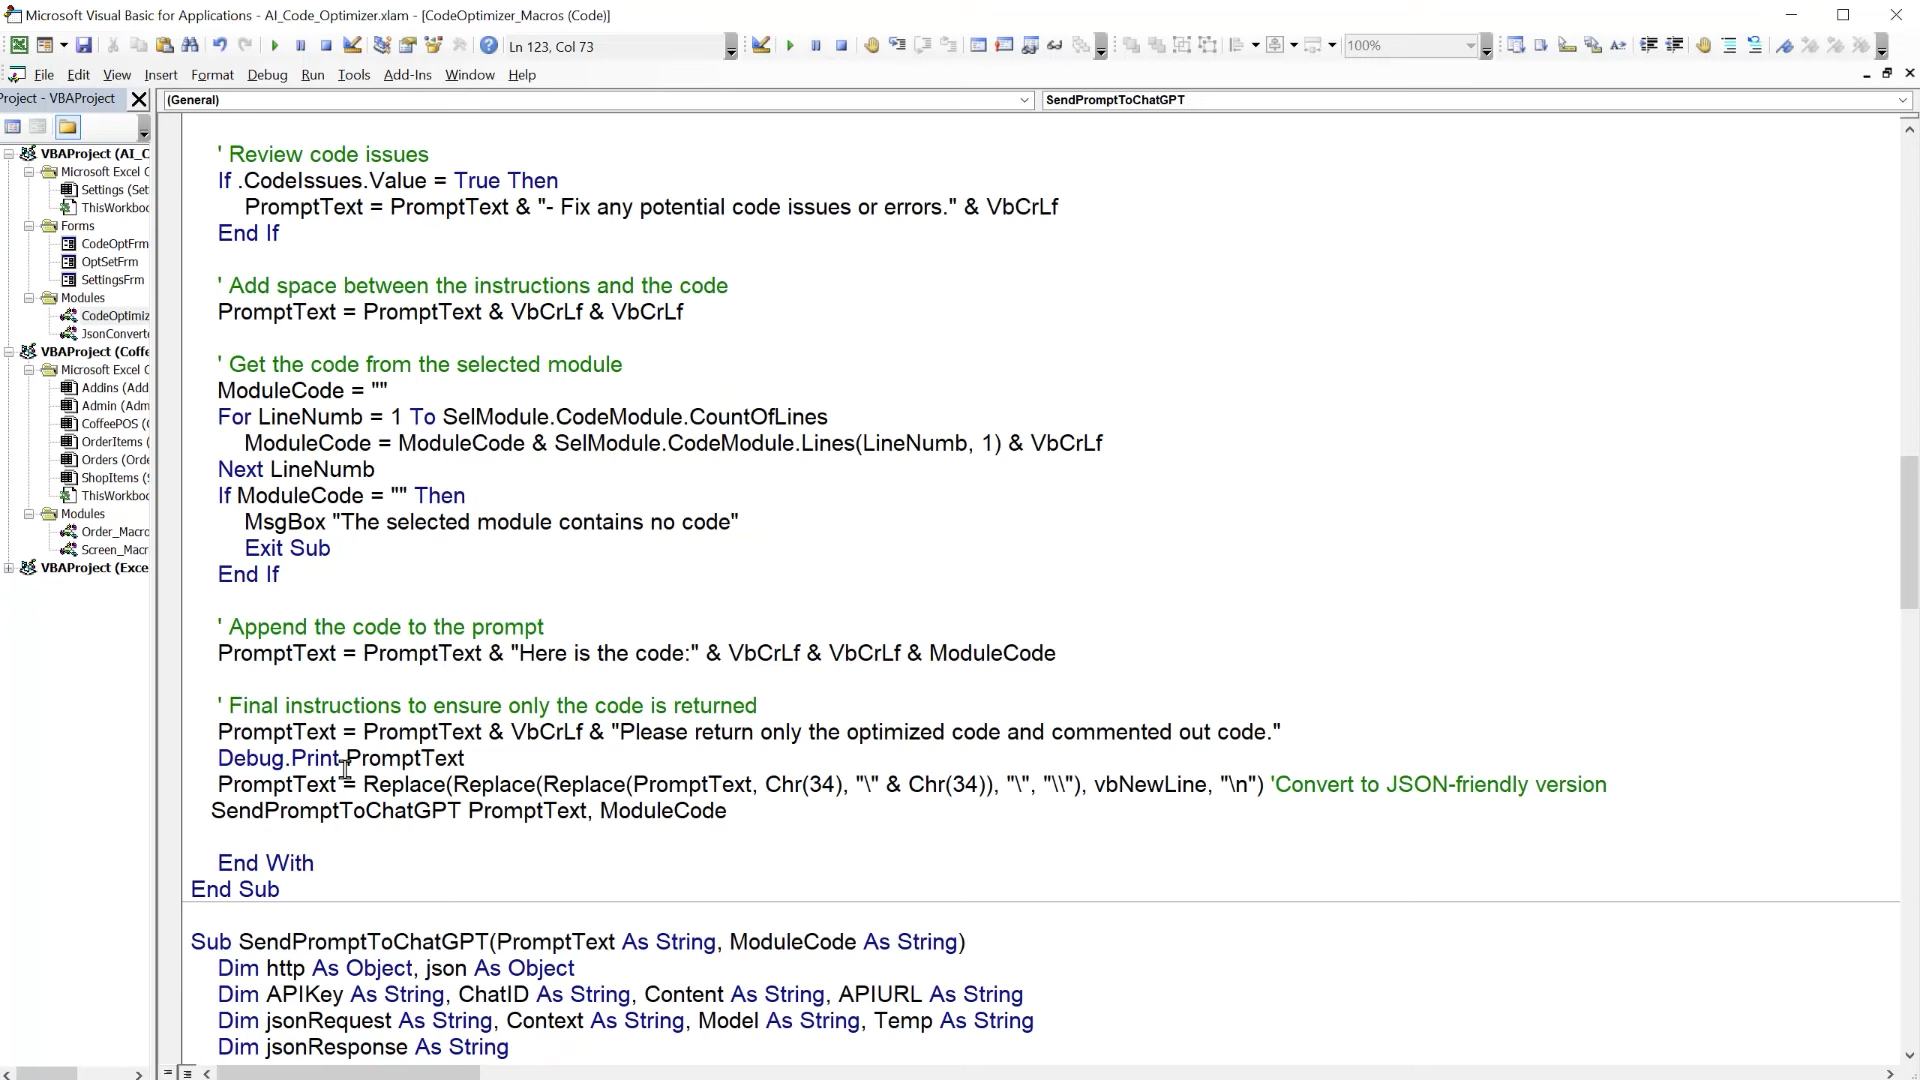 Microsoft Visual Basic for Applications - AI_Code_Optimizer.xlam - [CodeOptimizer_Macros (Code)]
Ln 123, Col 73
100%
File Edit View Insert Format Debug Run Tools Add-Ins Window Help
Project - VBAProject
(General)
SendPromptToChatGPT
VBAProject (AI_C
Microsoft Excel O
Settings (Set
ThisWorkboo
Forms
CodeOptFrm
OptSetFrm
SettingsFrm
Modules
CodeOptimiz
JsonConverte
VBAProject (Coffe
Microsoft Excel O
Addins (Add
Admin (Adm
CoffeePOS (C
OrderItems (
Orders (Orde
ShopItems (S
ThisWorkboo
Modules
Order_Macro
Screen_Macr
VBAProject (Exce
' Review code issues
If .CodeIssues.Value = True Then
PromptText = PromptText & "- Fix any potential code issues or errors." & VbCrLf
End If
' Add space between the instructions and the code
PromptText = PromptText & VbCrLf & VbCrLf
' Get the code from the selected module
ModuleCode = ""
For LineNumb = 1 To SelModule.CodeModule.CountOfLines
ModuleCode = ModuleCode & SelModule.CodeModule.Lines(LineNumb, 1) & VbCrLf
Next LineNumb
If ModuleCode = "" Then
MsgBox "The selected module contains no code"
Exit Sub
End If
' Append the code to the prompt
PromptText = PromptText & "Here is the code:" & VbCrLf & VbCrLf & ModuleCode
' Final instructions to ensure only the code is returned
PromptText = PromptText & VbCrLf & "Please return only the optimized code and commented out code."
Debug.Print PromptText
PromptText = Replace(Replace(Replace(PromptText, Chr(34), "\" & Chr(34)), "\", "\\"), vbNewLine, "\n") 'Convert to JSON-friendly version
SendPromptToChatGPT PromptText, ModuleCode
End With
End Sub
Sub SendPromptToChatGPT(PromptText As String, ModuleCode As String)
Dim http As Object, json As Object
Dim APIKey As String, ChatID As String, Content As String, APIURL As String
Dim jsonRequest As String, Context As String, Model As String, Temp As String
Dim jsonResponse As String